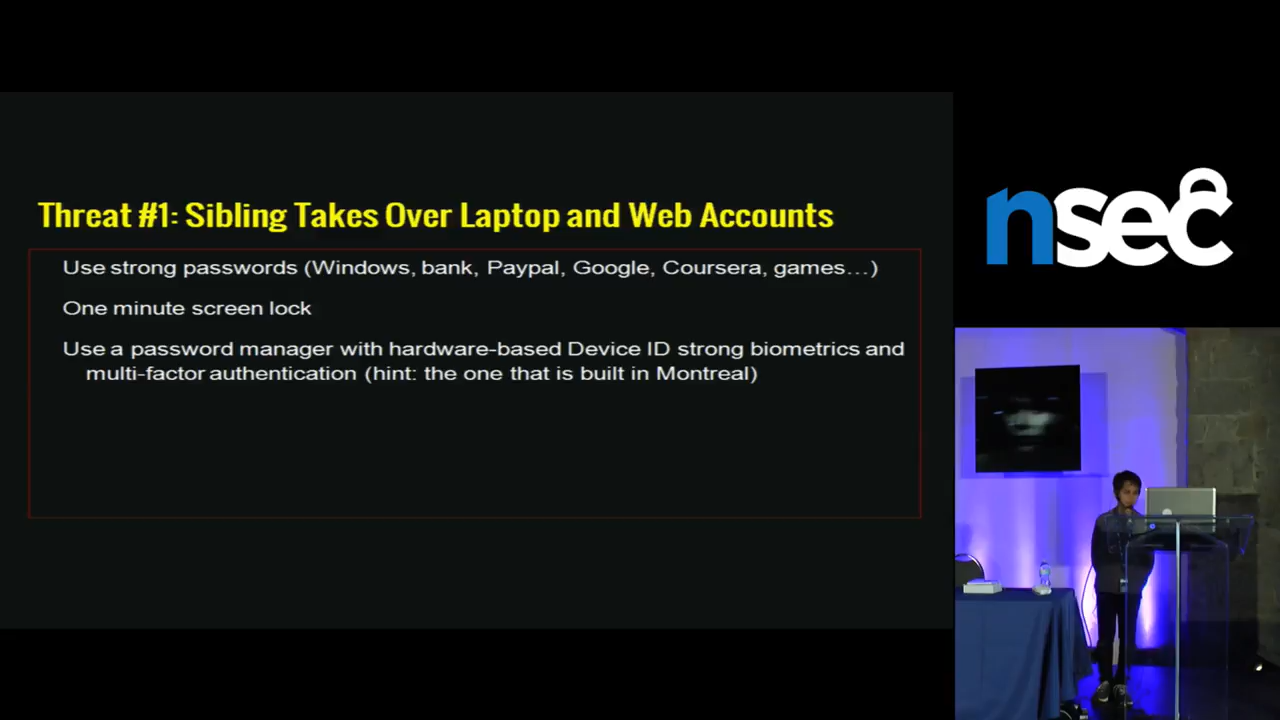 Threat #1: Sibling Takes Over Laptop and Web Accounts
Use strong passwords (Windows, bank, Paypal, Google, Coursera, games…)
One minute screen lock
Use a password manager with hardware-based Device ID strong biometrics and
multi-factor authentication (hint: the one that is built in Montreal)
nsec